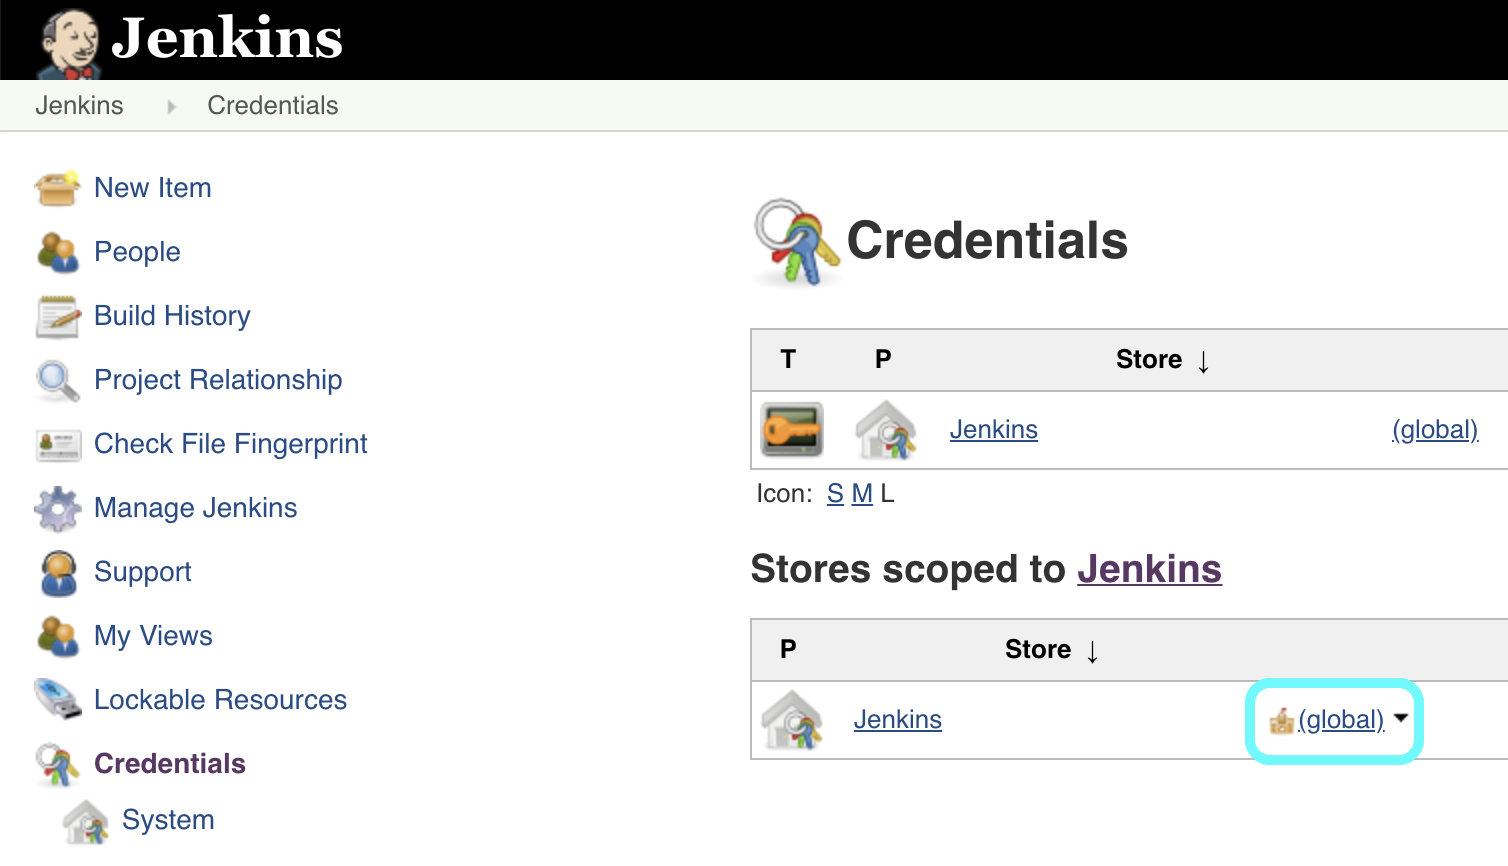 Jenkins
Jenkins Credentials
New Item
People
Build History
Project Relationship
Check File Fingerprint
Manage Jenkins
Support
My Views
Lockable Resources
Credentials
System
Credentials
T P Store ↓
Jenkins (global)
Icon: S M L
Stores scoped to Jenkins
P Store ↓
Jenkins (global)